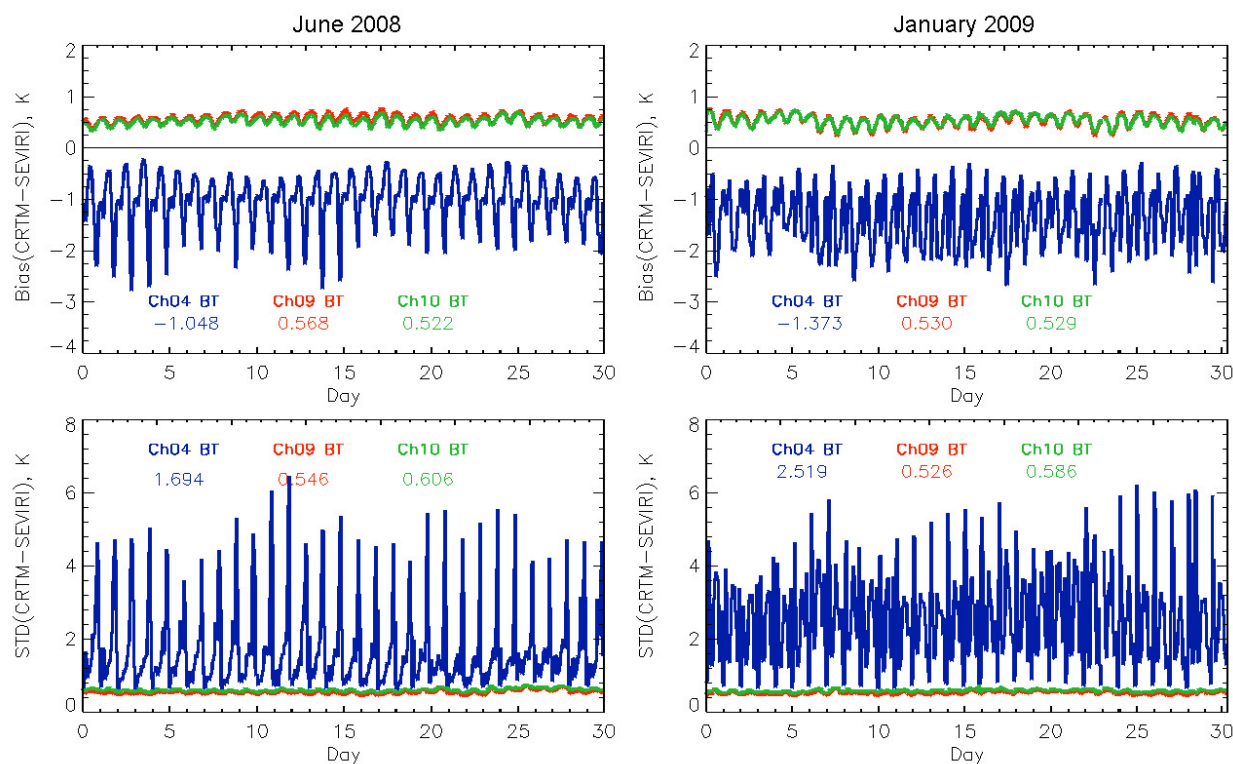 June 2008
2
1
0
−1
−2
−3
−4
Bias(CRTM−SEVIRI), K
Ch04 BT Ch09 BT Ch10 BT
−1.048 0.568 0.522
0 5 10 15 20 25 30
Day
January 2009
2
1
0
−1
−2
−3
−4
Bias(CRTM−SEVIRI), K
Ch04 BT Ch09 BT Ch10 BT
−1.373 0.530 0.529
0 5 10 15 20 25 30
Day
8
6
4
2
0
STD(CRTM−SEVIRI), K
Ch04 BT Ch09 BT Ch10 BT
1.694 0.546 0.606
0 5 10 15 20 25 30
Day
8
6
4
2
0
STD(CRTM−SEVIRI), K
Ch04 BT Ch09 BT Ch10 BT
2.519 0.526 0.586
0 5 10 15 20 25 30
Day